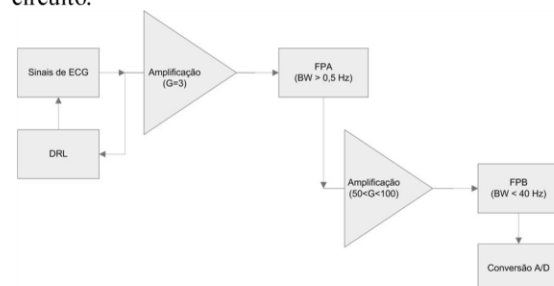 circuito.
Sinais de ECG
Amplificação
(G=3)
FPA
(BW > 0,5 Hz)
DRL
Amplificação
(50<G<100)
FPB
(BW < 40 Hz)
Conversão A/D